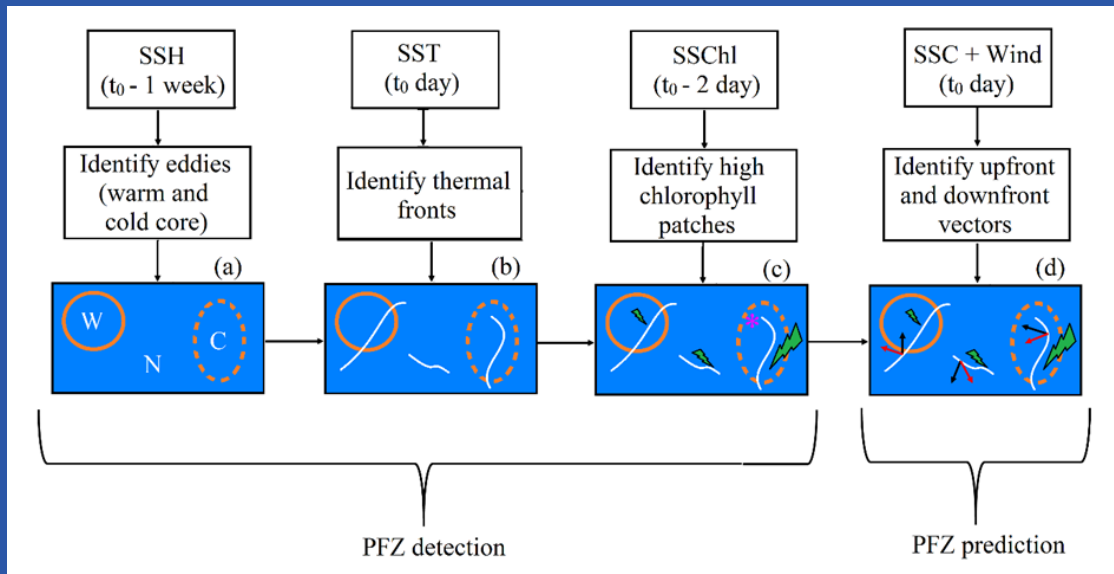 SSH
(t₀ - 1 week)
SST
(t₀ day)
SSChl
(t₀ - 2 day)
SSC + Wind
(t₀ day)
Identify eddies
(warm and
cold core)
Identify thermal
fronts
Identify high
chlorophyll
patches
Identify upfront
and downfront
vectors
(a)
(b)
(c)
(d)
W
C
N
PFZ detection
PFZ prediction